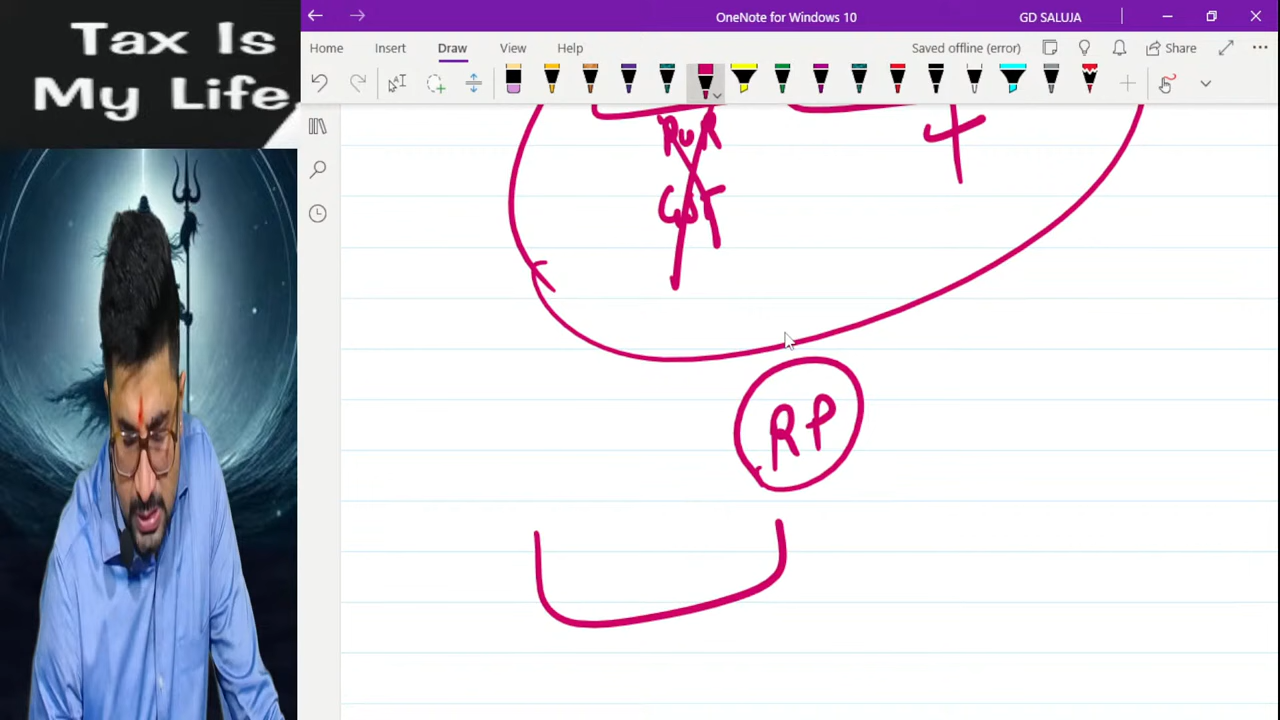 Tax Is
My Life
OneNote for Windows 10
GD SALUJA
Home Insert Draw View Help
Saved offline (error)
Share
RP